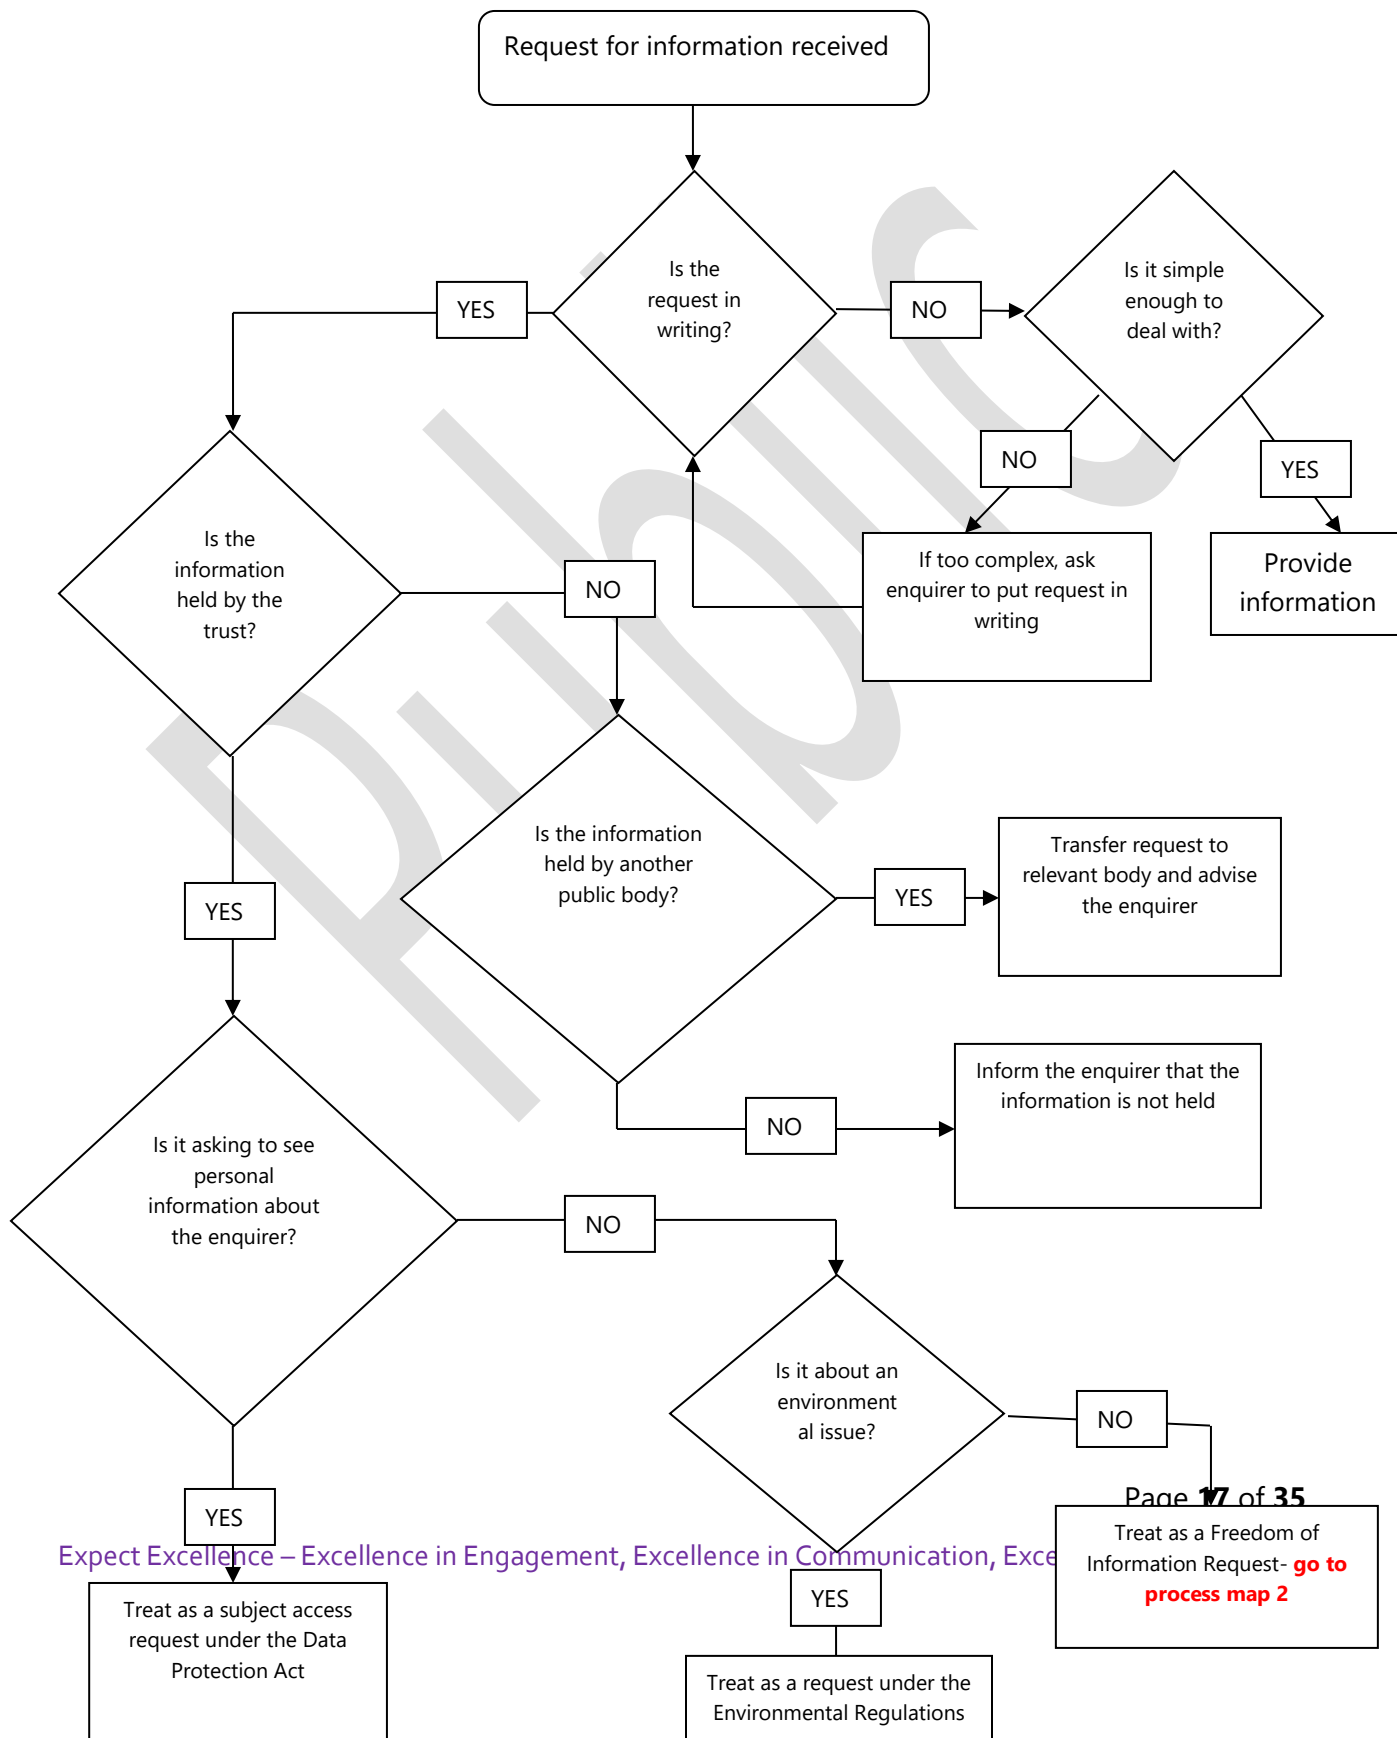 Request for information received
Is the
request in
writing?
Is it simple
enough to
deal with?
YES
NO
NO
YES
Is the
information
held by the
trust?
NO
If too complex, ask
enquirer to put request in
writing
Provide
information
Is the information
held by another
public body?
YES
Transfer request to
relevant body and advise
the enquirer
YES
Inform the enquirer that the
information is not held
NO
Is it asking to see
personal
information about
the enquirer?
NO
Is it about an
environment
al issue?
NO
Page 17 of 35
YES
Treat as a Freedom of
Information Request- go to
process map 2
Expect Excellence – Excellence in Engagement, Excellence in Communication, Exce
YES
Treat as a subject access
request under the Data
Protection Act
Treat as a request under the
Environmental Regulations
Public